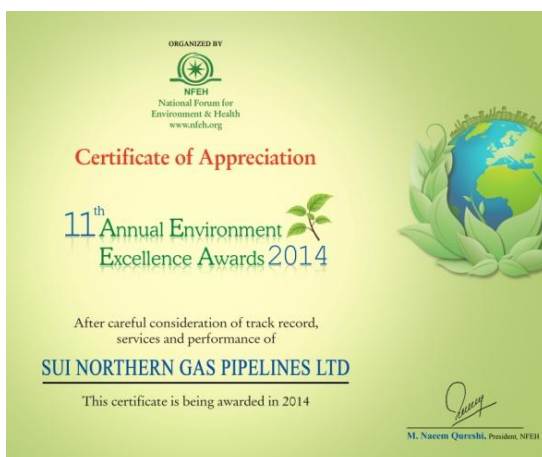 ORGANIZED BY
NFEH
National Forum for
Environment & Health
www.nfeh.org
Certificate of Appreciation
11th Annual Environment
Excellence Awards 2014
After careful consideration of track record,
services and performance of
SUI NORTHERN GAS PIPELINES LTD
This certificate is being awarded in 2014
M. Naeem Qureshi, President, NFEH